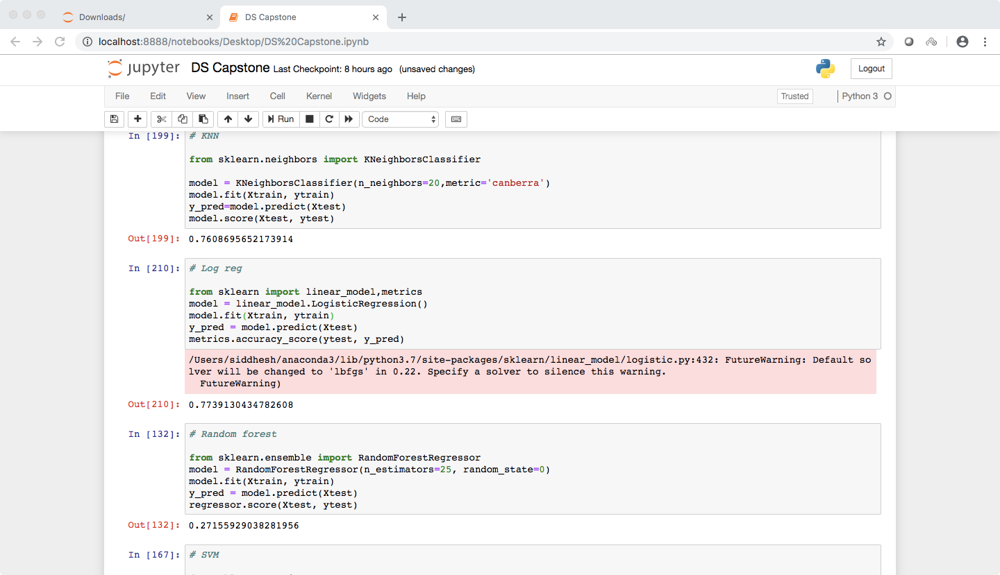 Downloads/
DS Capstone
localhost:8888/notebooks/Desktop/DS%20Capstone.ipynb
jupyter DS Capstone Last Checkpoint: 8 hours ago (unsaved changes)
Logout
File Edit View Insert Cell Kernel Widgets Help
Trusted
Python 3
Run
Code
In [199]: # KNN
from sklearn.neighbors import KNeighborsClassifier
model = KNeighborsClassifier(n_neighbors=20,metric='canberra')
model.fit(Xtrain, ytrain)
y_pred=model.predict(Xtest)
model.score(Xtest, ytest)
Out[199]: 0.7608695652173914
In [210]: # Log reg
from sklearn import linear_model,metrics
model = linear_model.LogisticRegression()
model.fit(Xtrain, ytrain)
y_pred = model.predict(Xtest)
metrics.accuracy_score(ytest, y_pred)
/Users/siddhesh/anaconda3/lib/python3.7/site-packages/sklearn/linear_model/logistic.py:432: FutureWarning: Default so
lver will be changed to 'lbfgs' in 0.22. Specify a solver to silence this warning.
FutureWarning)
Out[210]: 0.7739130434782608
In [132]: # Random forest
from sklearn.ensemble import RandomForestRegressor
model = RandomForestRegressor(n_estimators=25, random_state=0)
model.fit(Xtrain, ytrain)
y_pred = model.predict(Xtest)
regressor.score(Xtest, ytest)
Out[132]: 0.27155929038281956
In [167]: # SVM